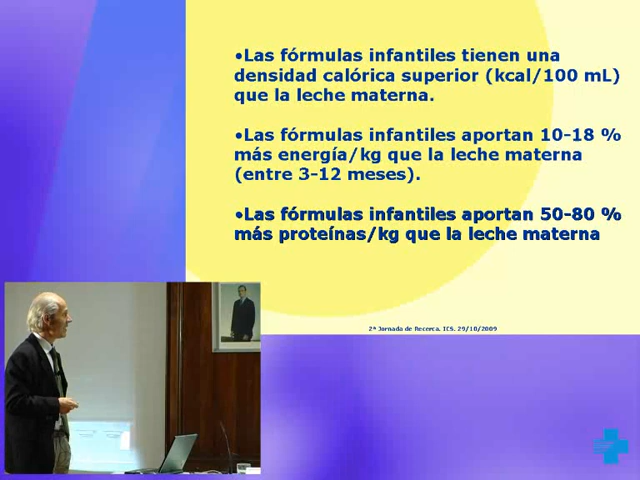 •Las fórmulas infantiles tienen una
densidad calórica superior (kcal/100 mL)
que la leche materna.
•Las fórmulas infantiles aportan 10-18 %
más energía/kg que la leche materna
(entre 3-12 meses).
•Las fórmulas infantiles aportan 50-80 %
más proteínas/kg que la leche materna
2ª Jornada de Recerca. ICS. 29/10/2009